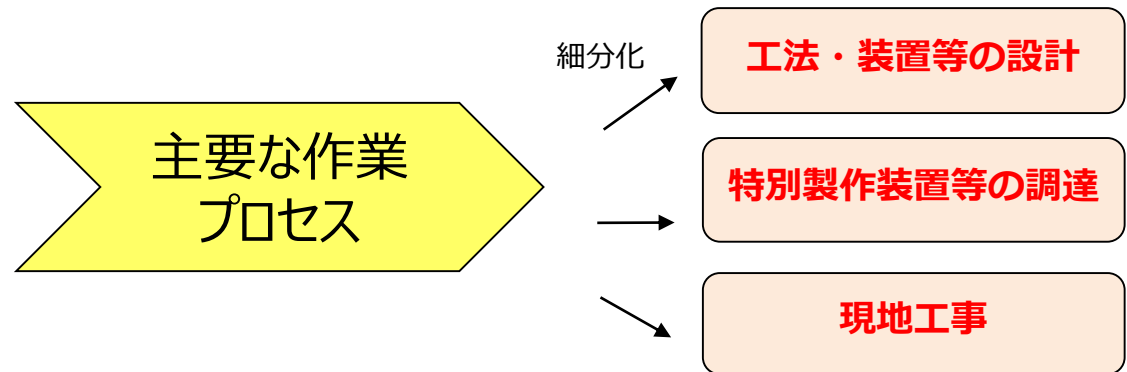 細分化
工法・装置等の設計
主要な作業
プロセス
特別製作装置等の調達
現地工事